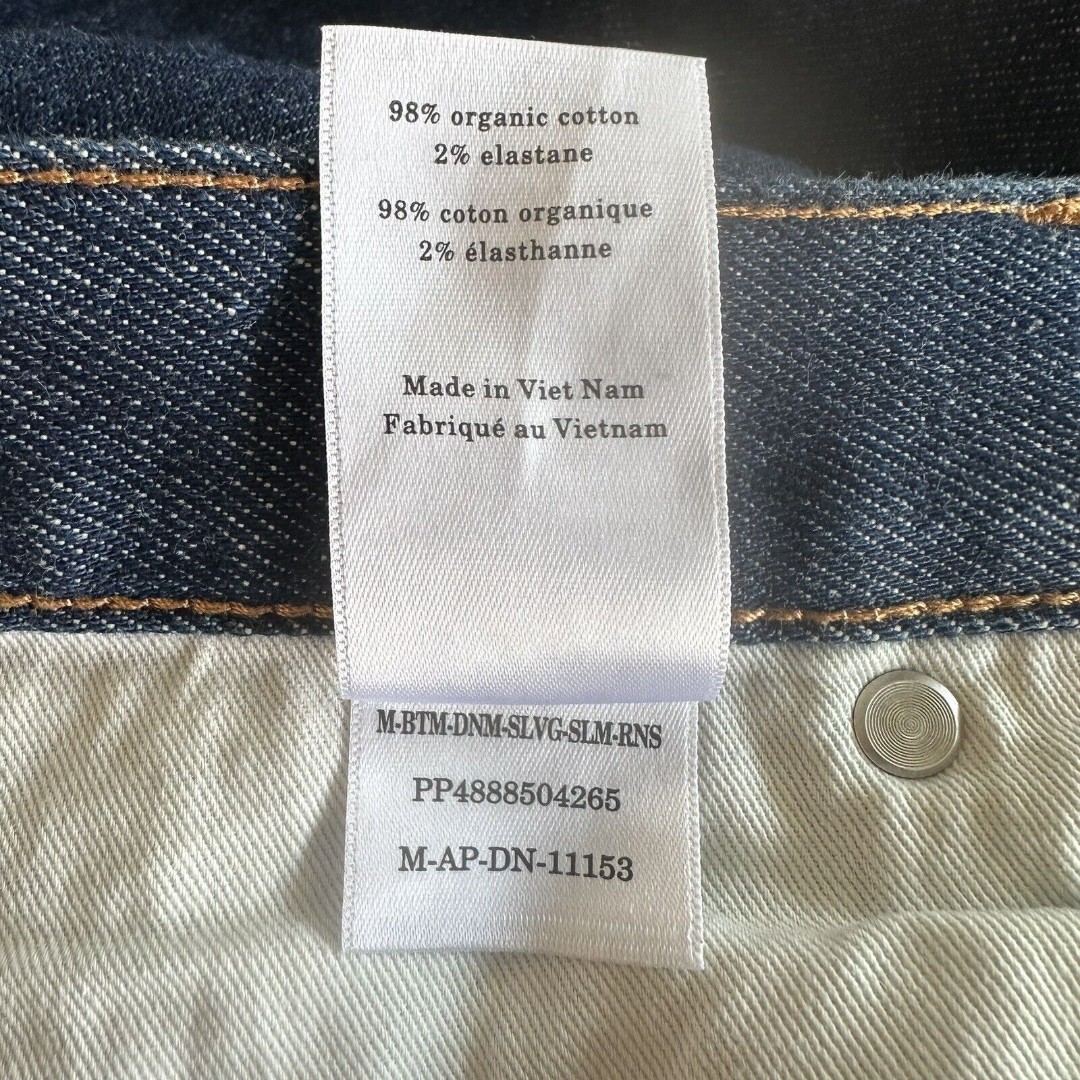 98% organic cotton
2% elastane
98% coton organique
2% élasthanne
Made in Viet Nam
Fabriqué au Vietnam
M-BTM-DNM-SLVG-SLM-RNS
PP4888504265
M-AP-DN-11153